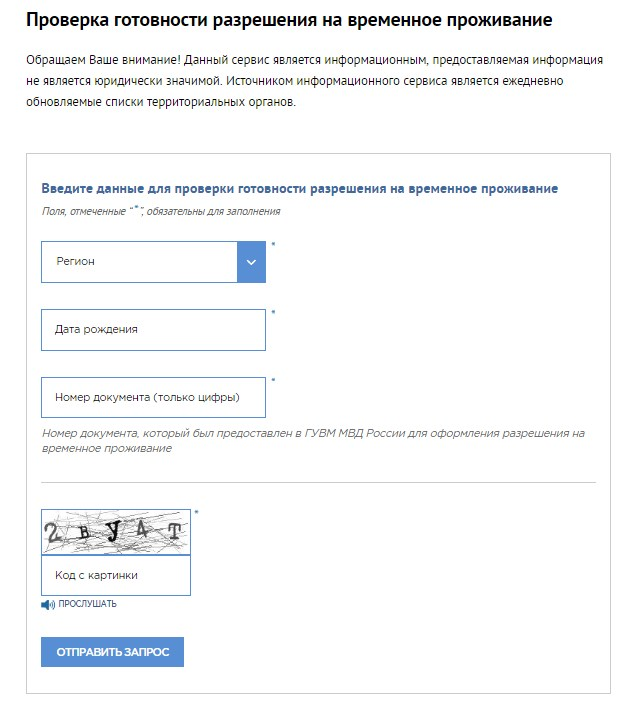 Проверка готовности разрешения на временное проживание
Обращаем Ваше внимание! Данный сервис является информационным, предоставляемая информация
не является юридически значимой. Источником информационного сервиса является ежедневно
обновляемые списки территориальных органов.
Введите данные для проверки готовности разрешения на временное проживание
Поля, отмеченные "*", обязательны для заполнения
Регион *
Дата рождения *
Номер документа (только цифры) *
Номер документа, который был предоставлен в ГУВМ МВД России для оформления разрешения на
временное проживание
*
Код с картинки
ПРОСЛУШАТЬ
ОТПРАВИТЬ ЗАПРОС